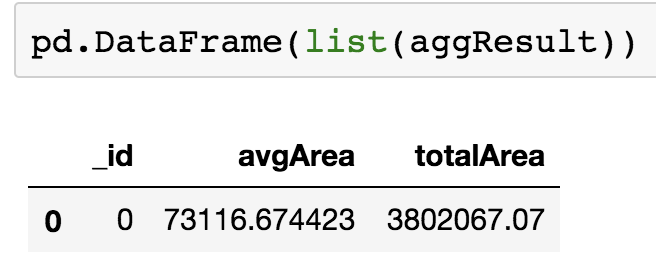 pd.DataFrame(list(aggResult))
_id avgArea totalArea
0 0 73116.674423 3802067.07